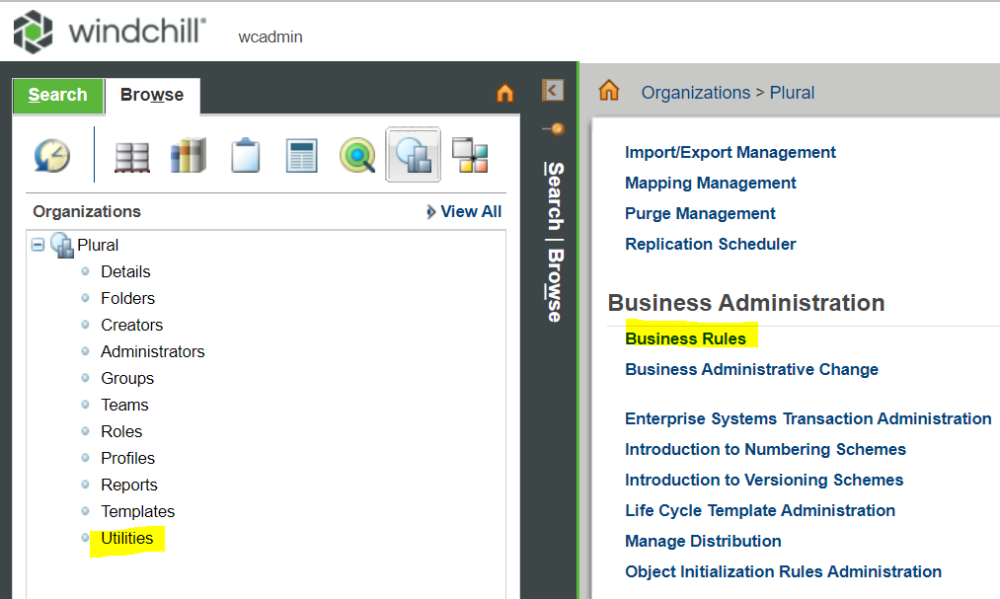 windchill®
wcadmin
Search
Browse
Organizations
View All
Plural
Details
Folders
Creators
Administrators
Groups
Teams
Roles
Profiles
Reports
Templates
Utilities
Search | Browse
Organizations > Plural
Import/Export Management
Mapping Management
Purge Management
Replication Scheduler
Business Administration
Business Rules
Business Administrative Change
Enterprise Systems Transaction Administration
Introduction to Numbering Schemes
Introduction to Versioning Schemes
Life Cycle Template Administration
Manage Distribution
Object Initialization Rules Administration